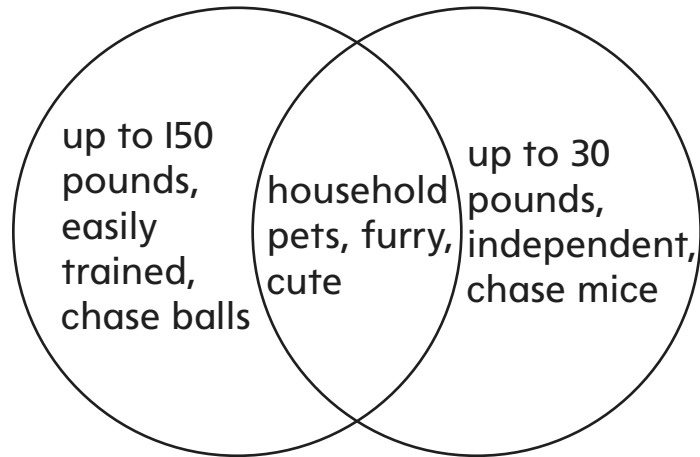 up to 150
pounds,
easily
trained,
chase balls
household
pets, furry,
cute
up to 30
pounds,
independent,
chase mice